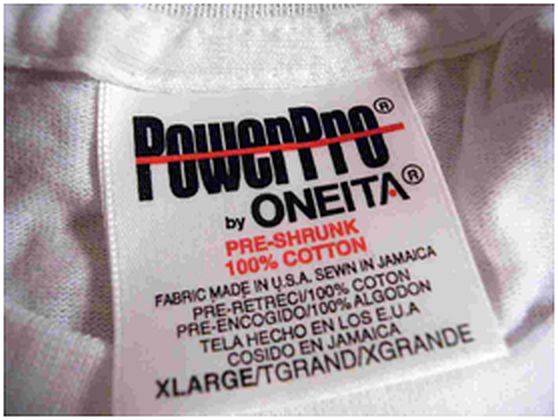 PowerPro®
by ONEITA®
PRE-SHRUNK
100% COTTON
FABRIC MADE IN U.S.A. SEWN IN JAMAICA
PRE-RETRECI/100% COTON
PRE-ENCOGIDO/100% ALGODON
TELA HECHO EN LOS E.U.A
COSIDO EN JAMAICA
XLARGE/TGRAND/XGRANDE